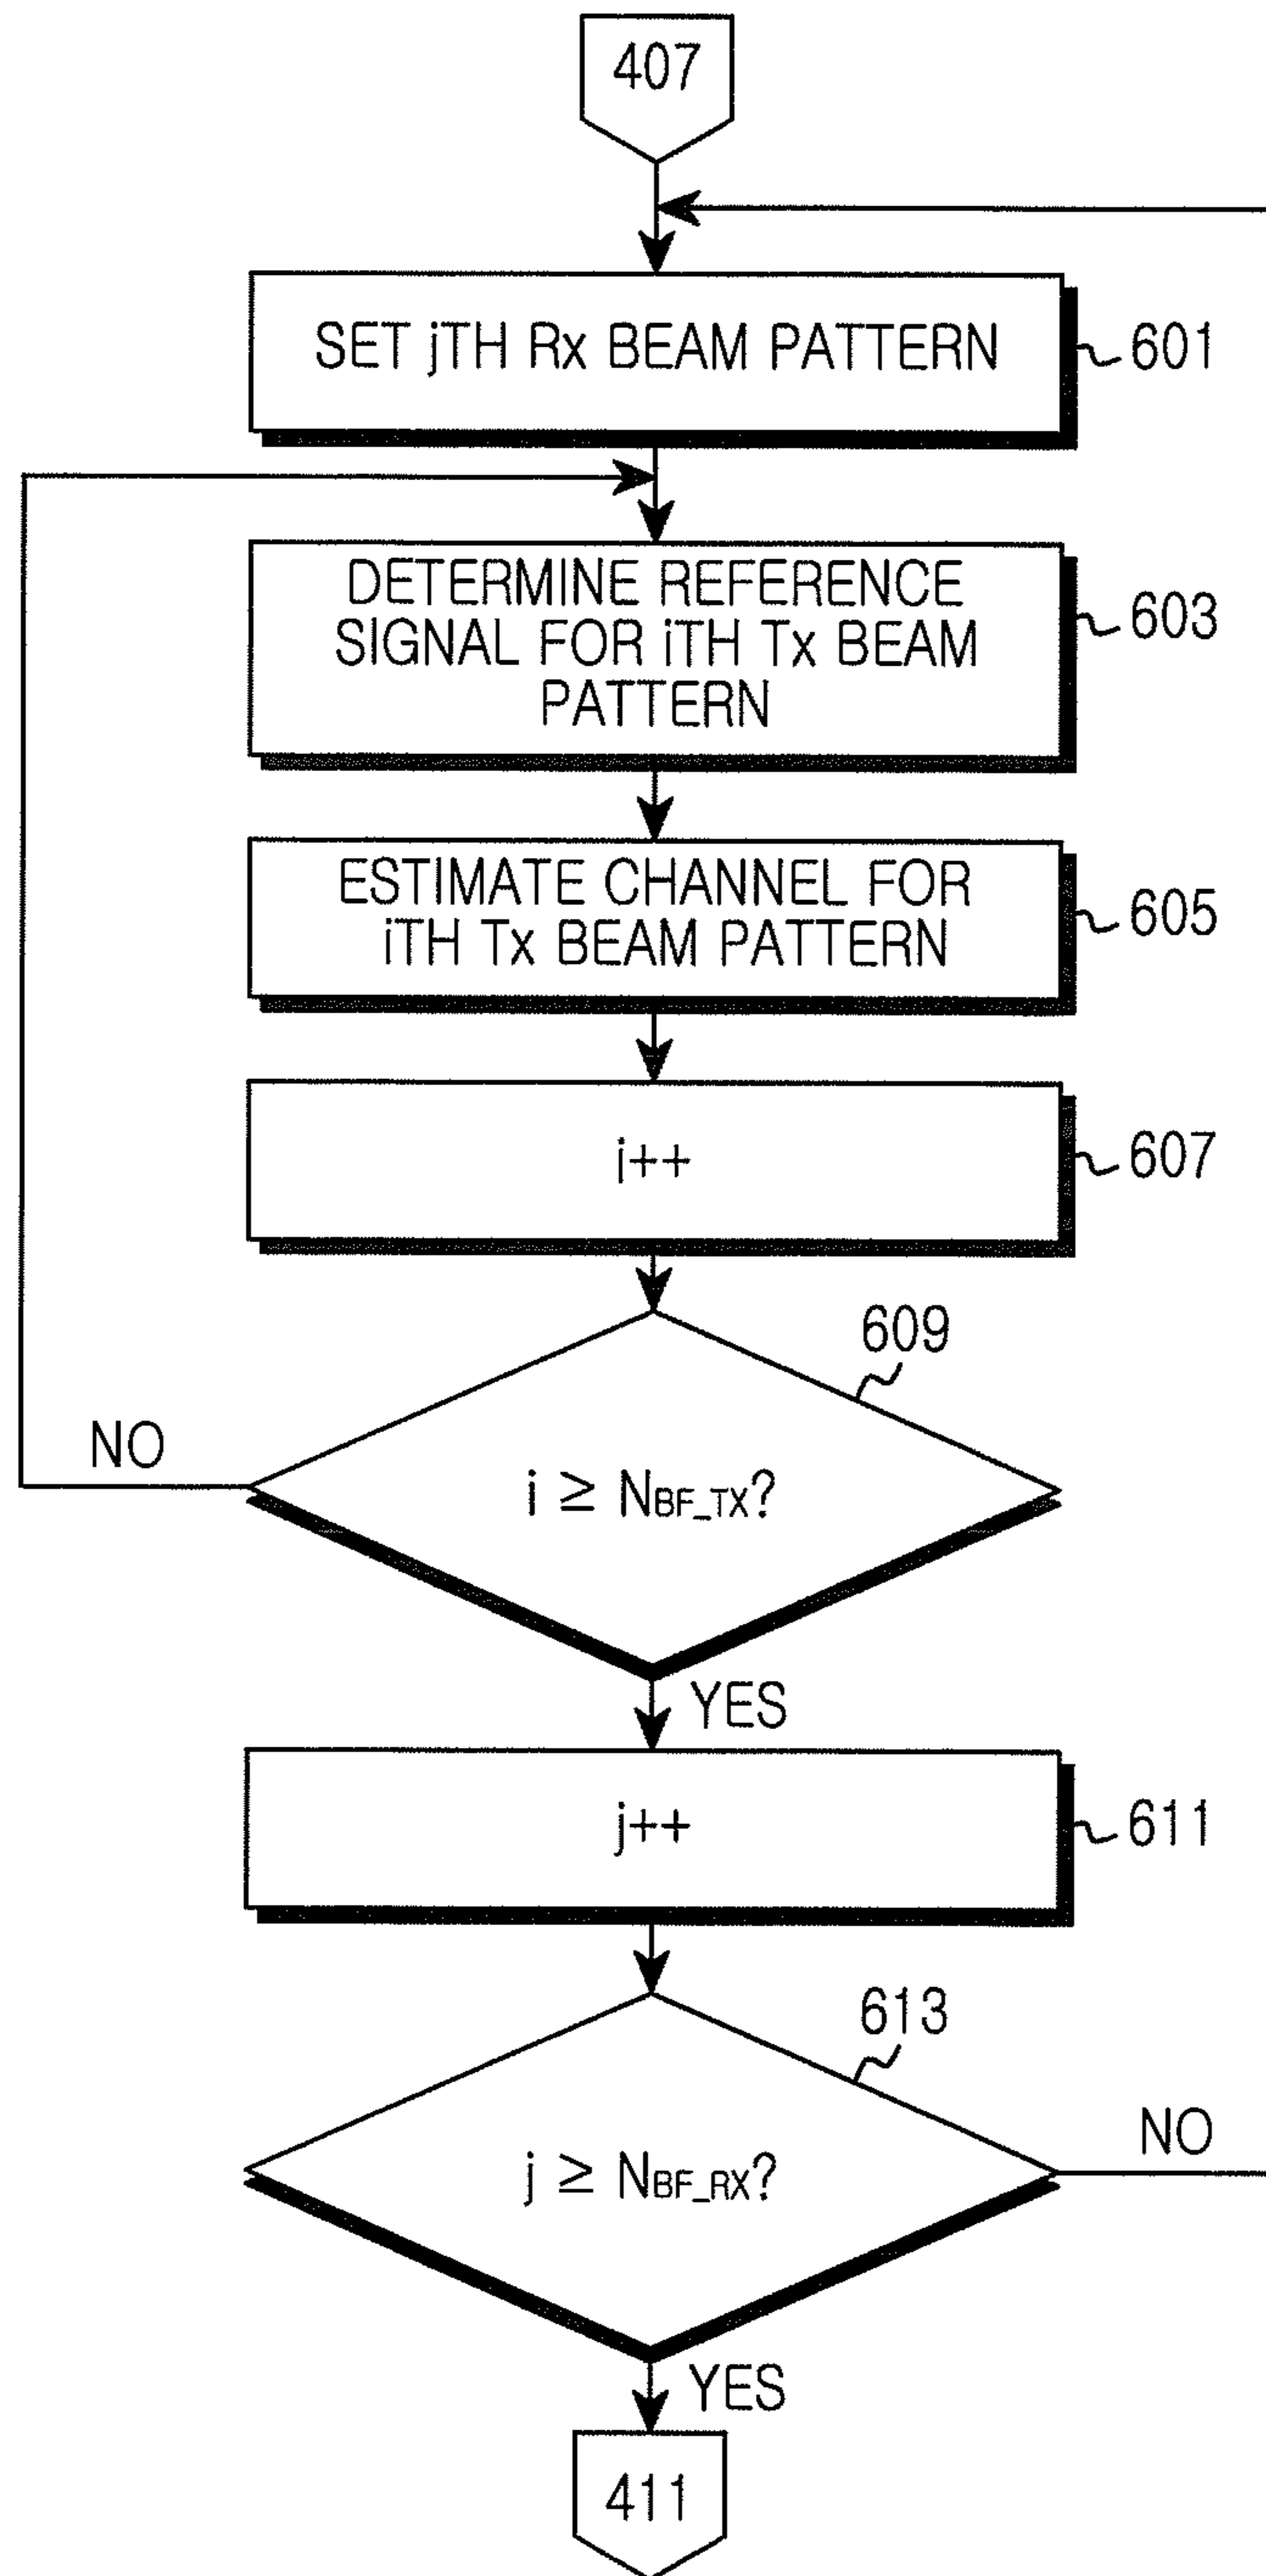 407
SET jTH Rx BEAM PATTERN
601
DETERMINE REFERENCE
SIGNAL FOR iTH Tx BEAM
PATTERN
603
ESTIMATE CHANNEL FOR
iTH Tx BEAM PATTERN
605
i++
607
609
NO
i ≥ NBF_TX?
YES
j++
611
613
NO
j ≥ NBF_RX?
YES
411